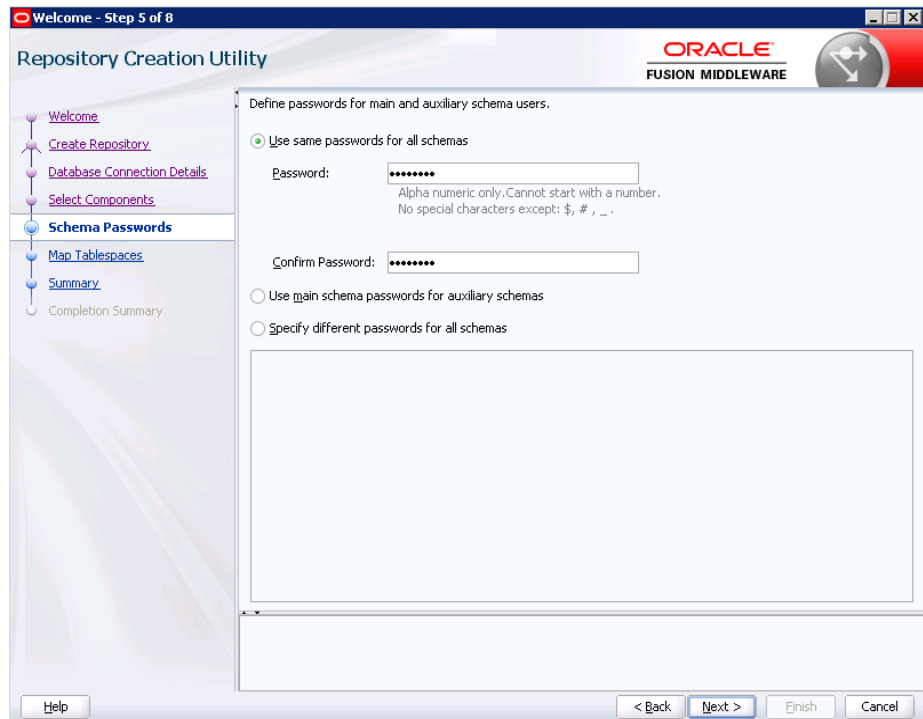 Welcome - Step 5 of 8
Repository Creation Utility
ORACLE
FUSION MIDDLEWARE
Welcome
Create Repository
Database Connection Details
Select Components
Schema Passwords
Map Tablespaces
Summary
Completion Summary
Define passwords for main and auxiliary schema users.
Use same passwords for all schemas
Password: ••••••••
Alpha numeric only.Cannot start with a number.
No special characters except: $, # , _ .
Confirm Password: ••••••••
Use main schema passwords for auxiliary schemas
Specify different passwords for all schemas
Help
< Back
Next >
Finish
Cancel